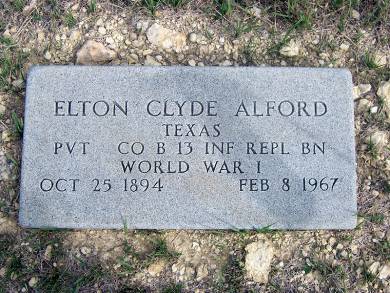 ELTON CLYDE ALFORD
TEXAS
PVT CO B 13 INF REPL BN
WORLD WAR I
OCT 25 1894 FEB 8 1967